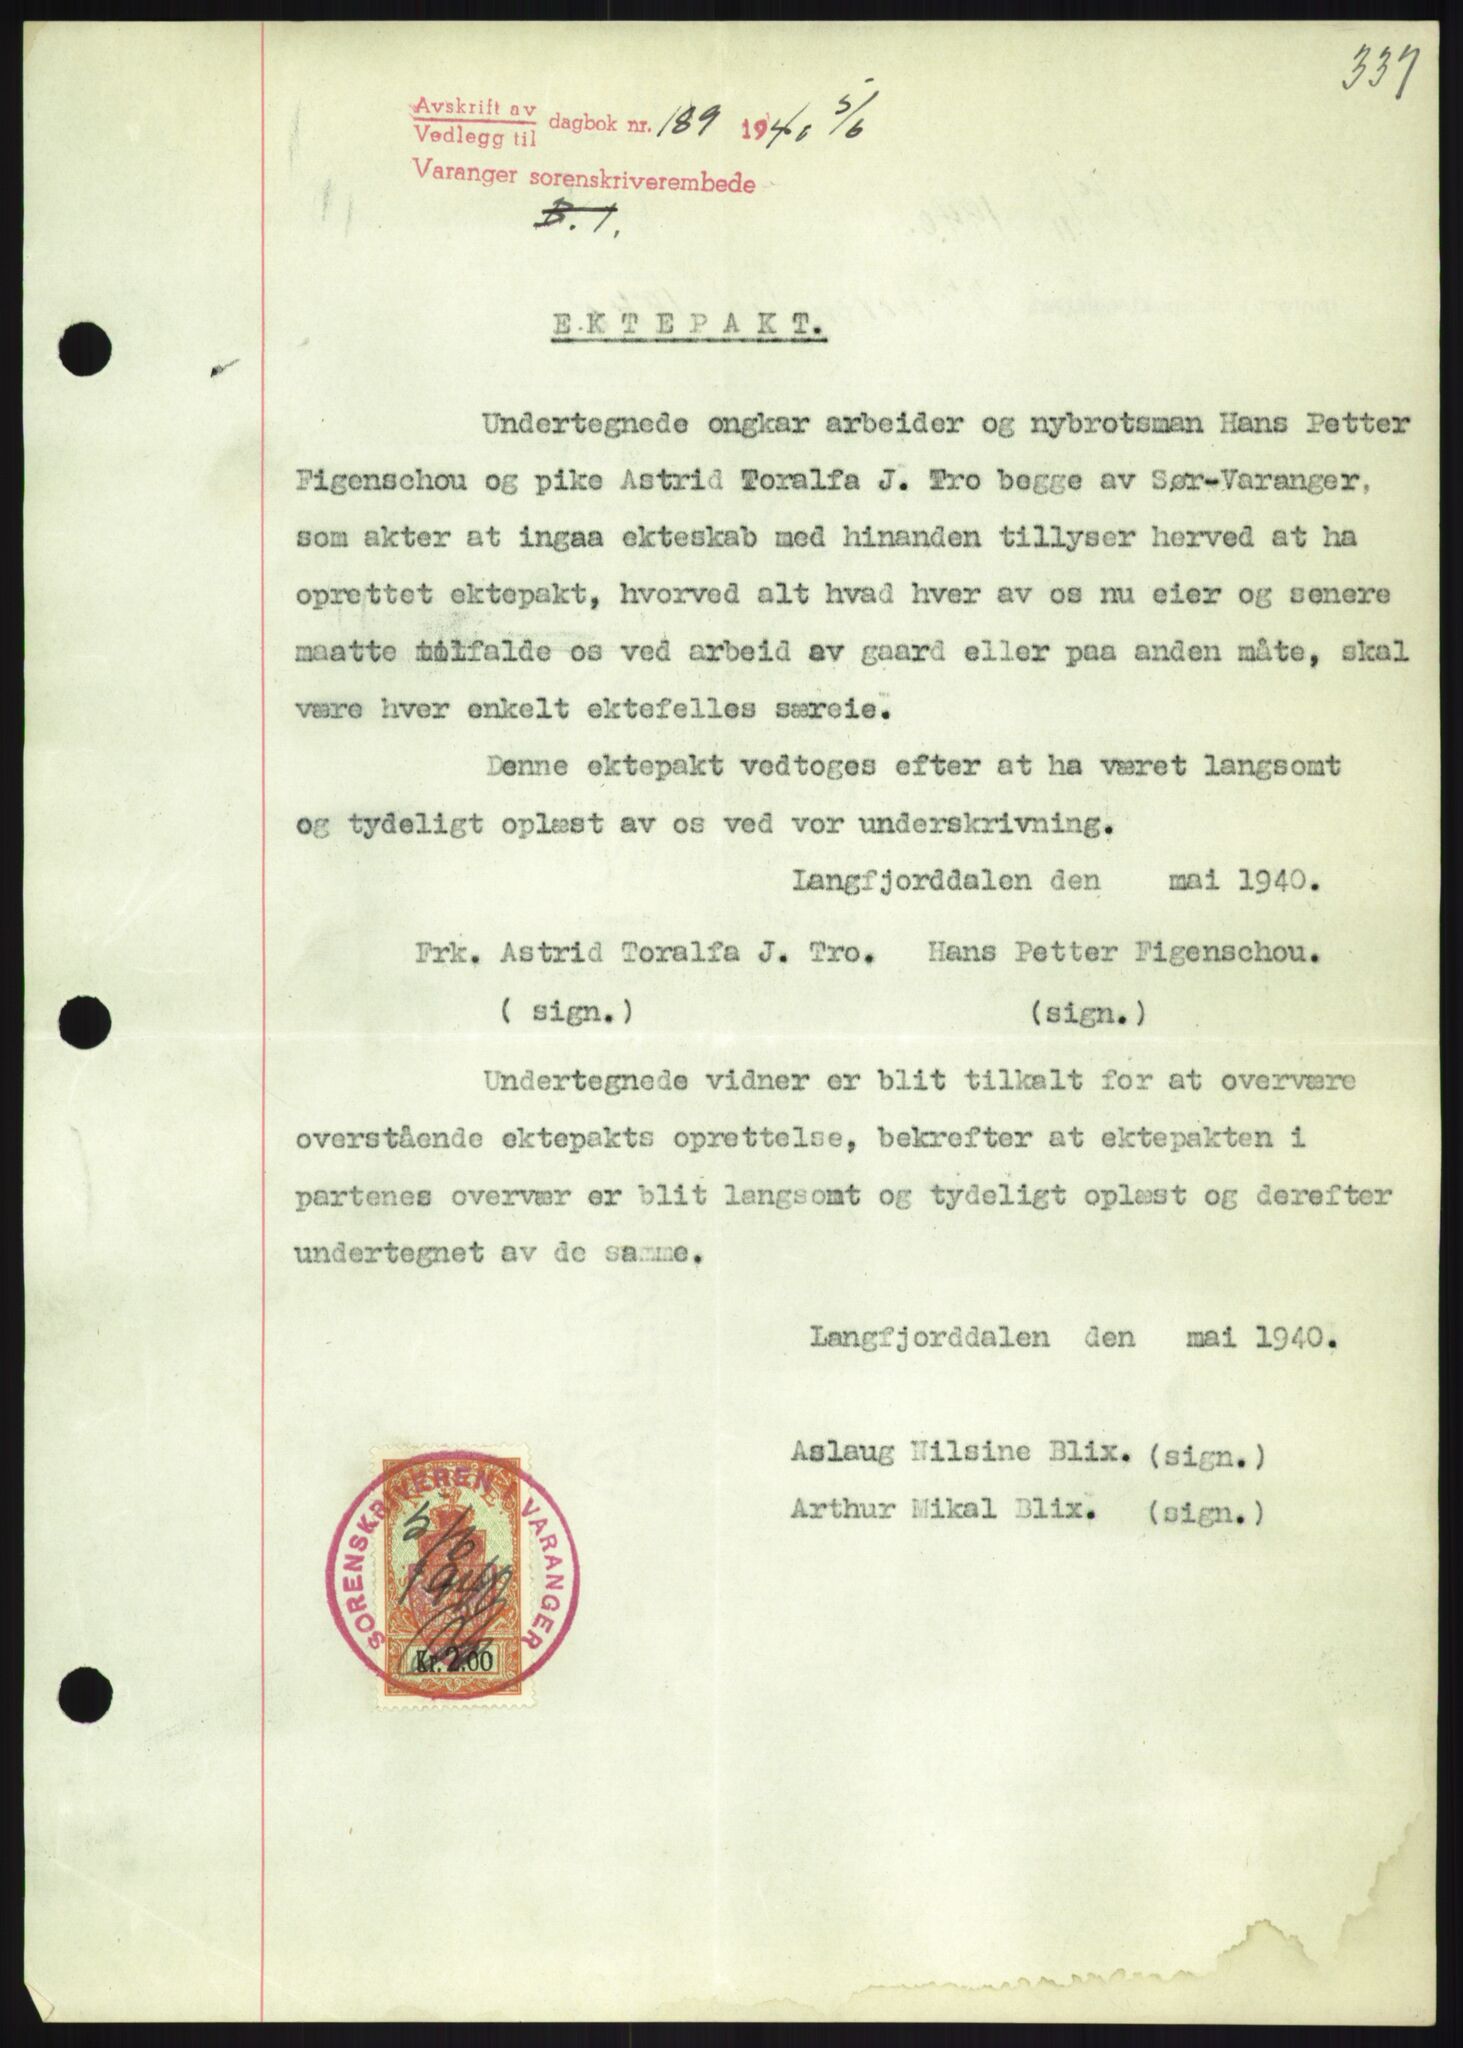 337
Avskrift av
Vedlegg til
dagbok nr. 189 1940 5/6
Varanger sorenskriverembede
B. 1.
EKTEPAKT.
Undertegnede ongkar arbeider og nybrotsman Hans Petter
Figenschou og pike Astrid Toralfa J. Tro begge av Sør-Varanger,
som akter at ingaa ekteskab med hinanden tillyser herved at ha
oprettet ektepakt, hvorved alt hvad hver av os nu eier og senere
maatte tilfalde os ved arbeid av gaard eller paa anden måte, skal
være hver enkelt ektefelles særeie.
Denne ektepakt vedtoges efter at ha været langsomt
og tydeligt oplæst av os ved vor underskrivning.
Langfjorddalen den mai 1940.
Frk. Astrid Toralfa J. Tro. Hans Petter Figenschou.
( sign.) (sign.)
Undertegnede vidner er blit tilkalt for at overvære
overstående ektepakts oprettelse, bekrefter at ektepakten i
partenes overvær er blit langsomt og tydeligt oplæst og derefter
undertegnet av de samme.
Langfjorddalen den mai 1940.
Aslaug Nilsine Blix. (sign.)
Arthur Mikal Blix. (sign.)
SORENSKRIVEREN I VARANGER
5/6
1940
Kr. 2.00